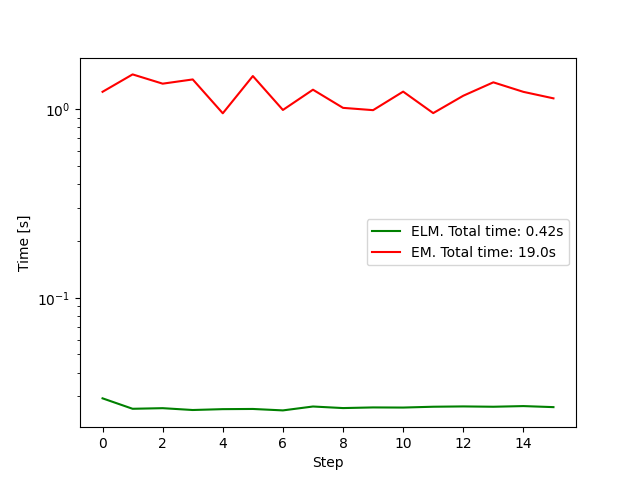 10⁰
10⁻¹
Time [s]
ELM. Total time: 0.42s
EM. Total time: 19.0s
0 2 4 6 8 10 12 14
Step